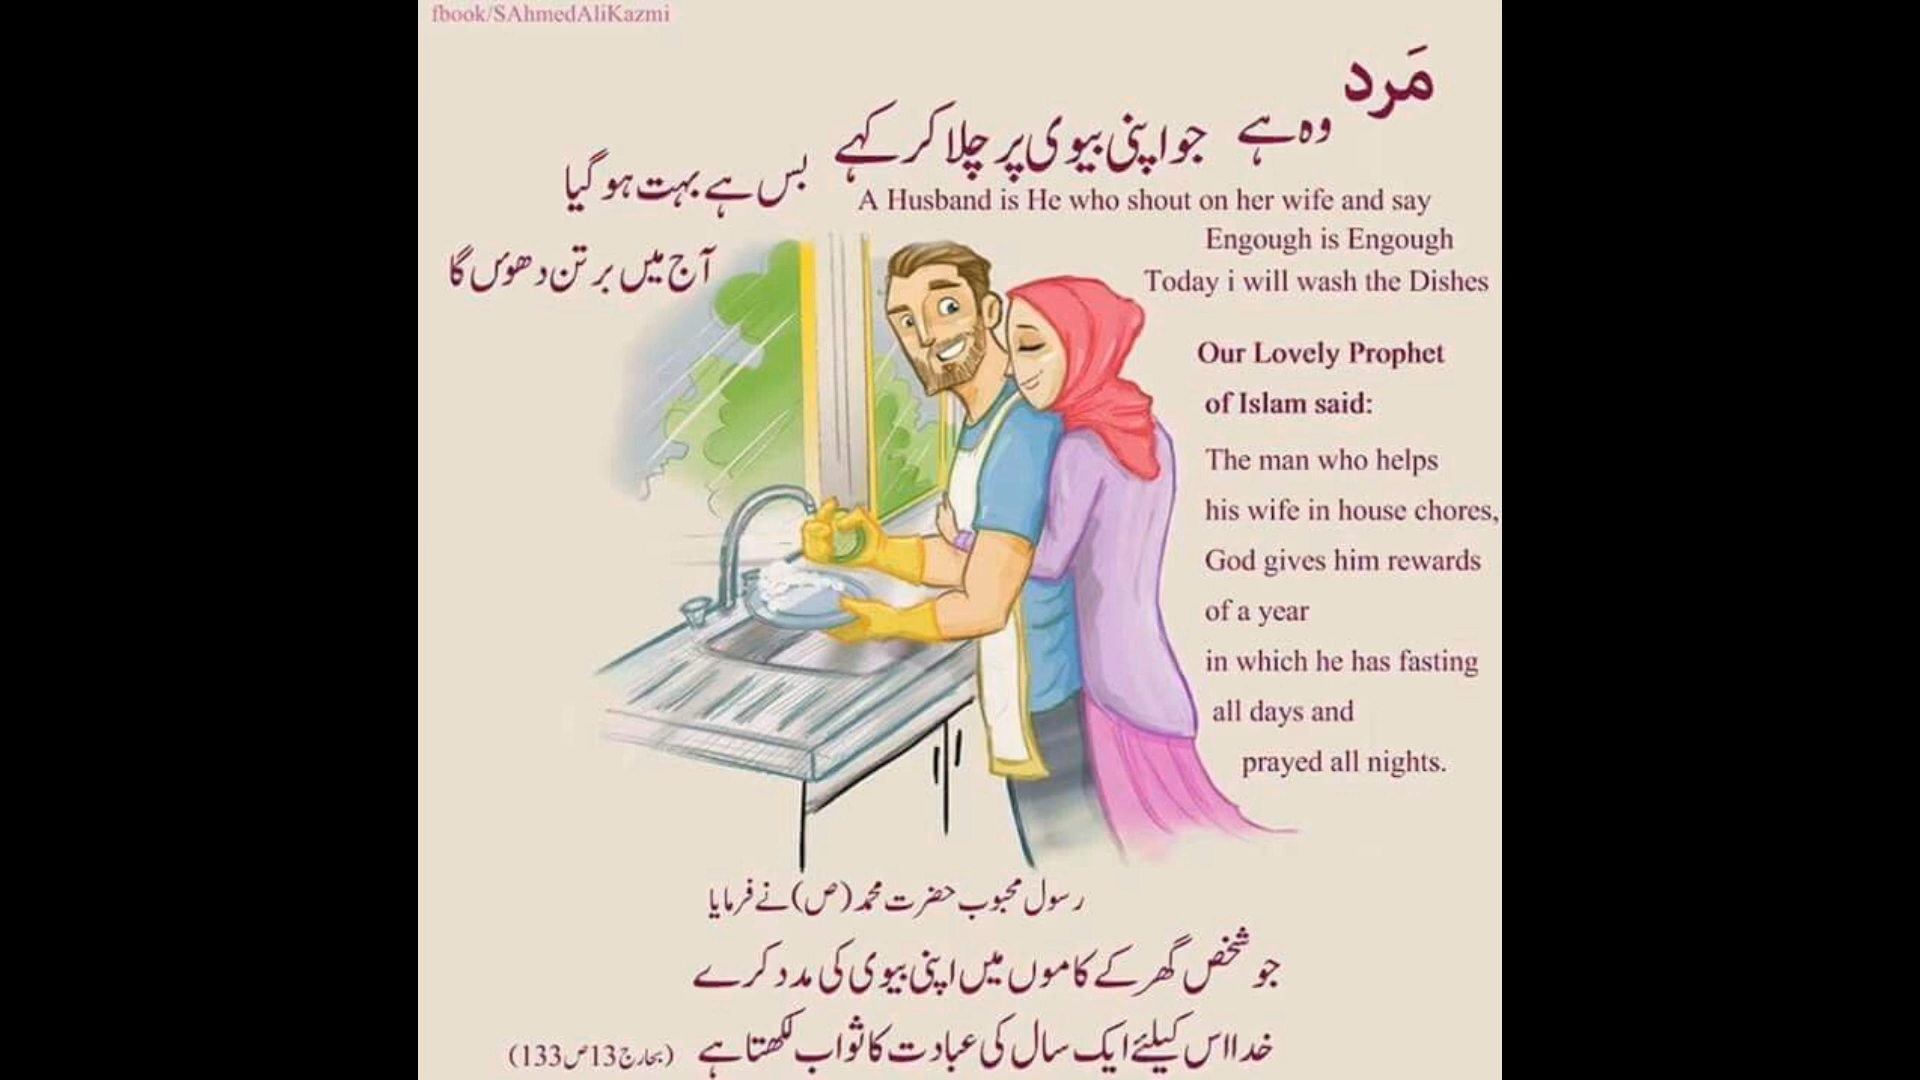 fbook/SAhmedAliKazmi
مَرد
وہ ہے جو اپنی بیوی پر چلا کر کہے
بس ہے بہت ہو گیا
آج میں برتن دھوئں گا
A Husband is He who shout on her wife and say
Engough is Engough
Today i will wash the Dishes
Our Lovely Prophet
of Islam said:
The man who helps
his wife in house chores,
God gives him rewards
of a year
in which he has fasting
all days and
prayed all nights.
رسول محبوب حضرت محمد (ص) نے فرمایا
جو شخص گھر کے کاموں میں اپنی بیوی کی مدد کرے
خدا اس کیلئے ایک سال کی عبادت کا ثواب لکھتا ہے (بحارج13ص133)